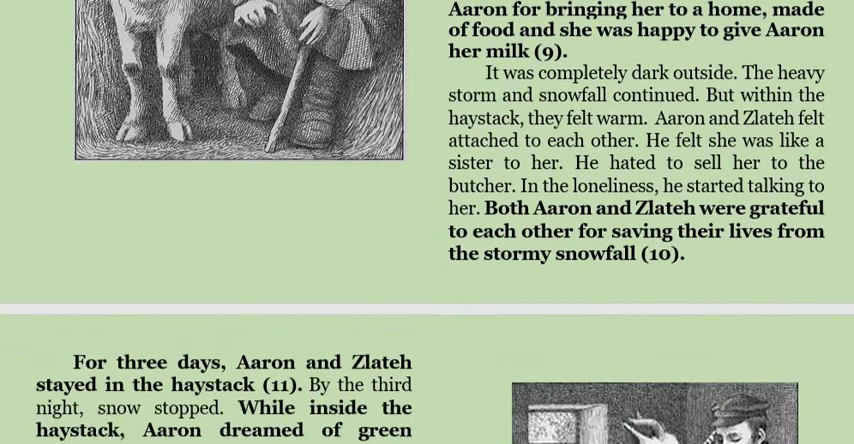 Aaron for bringing her to a home, made
of food and she was happy to give Aaron
her milk (9).
It was completely dark outside. The heavy
storm and snowfall continued. But within the
haystack, they felt warm. Aaron and Zlateh felt
attached to each other. He felt she was like a
sister to her. He hated to sell her to the
butcher. In the loneliness, he started talking to
her. Both Aaron and Zlateh were grateful
to each other for saving their lives from
the stormy snowfall (10).
For three days, Aaron and Zlateh
stayed in the haystack (11). By the third
night, snow stopped. While inside the
haystack, Aaron dreamed of green